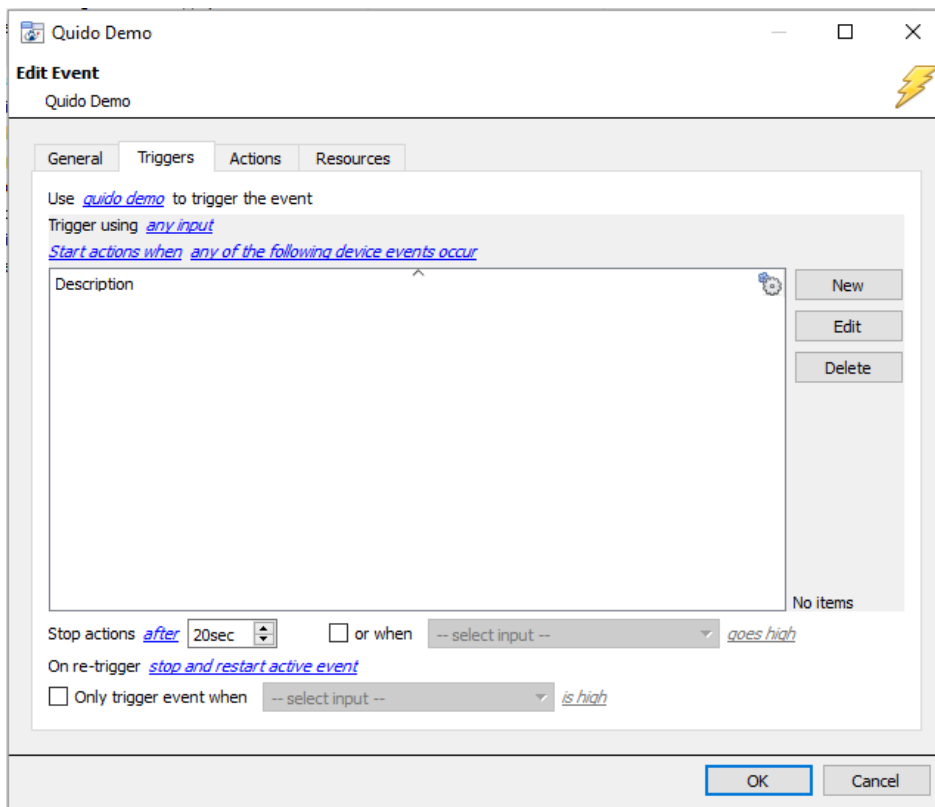 Quido Demo
Edit Event
Quido Demo
General Triggers Actions Resources
Use quido demo to trigger the event
Trigger using any input
Start actions when any of the following device events occur
Description
New
Edit
Delete
No items
Stop actions after 20sec or when -- select input -- goes high
On re-trigger stop and restart active event
Only trigger event when -- select input -- is high
OK Cancel